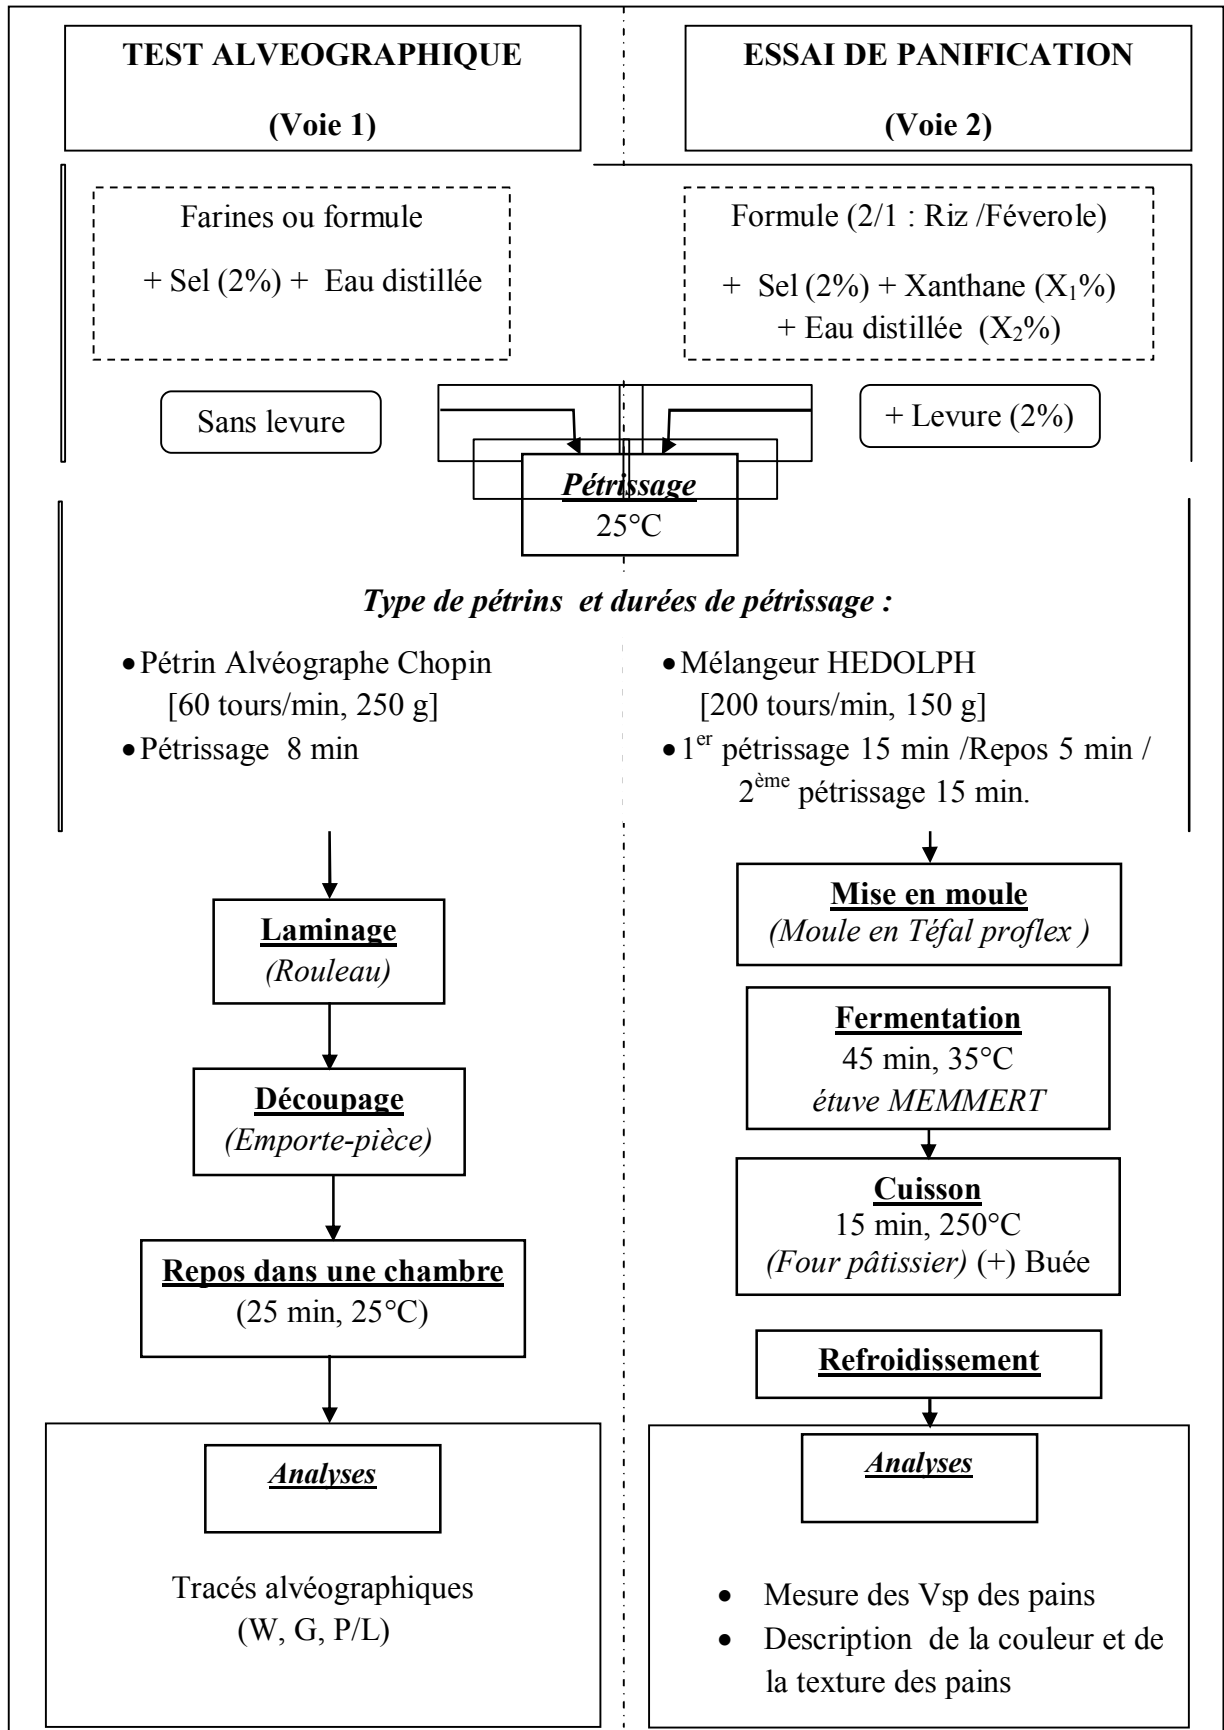 TEST ALVEOGRAPHIQUE
(Voie 1)
ESSAI DE PANIFICATION
(Voie 2)
Farines ou formule
+ Sel (2%) + Eau distillée
Formule (2/1 : Riz /Féverole)
+ Sel (2%) + Xanthane (X₁%)
+ Eau distillée (X₂%)
Sans levure
+ Levure (2%)
Pétrissage
25°C
Type de pétrins et durées de pétrissage :
• Pétrin Alvéographe Chopin
[60 tours/min, 250 g]
• Pétrissage 8 min
• Mélangeur HEDOLPH
[200 tours/min, 150 g]
• 1er pétrissage 15 min /Repos 5 min /
2ème pétrissage 15 min.
Laminage
(Rouleau)
Découpage
(Emporte-pièce)
Repos dans une chambre
(25 min, 25°C)
Analyses
Tracés alvéographiques
(W, G, P/L)
Mise en moule
(Moule en Téfal proflex )
Fermentation
45 min, 35°C
étuve MEMMERT
Cuisson
15 min, 250°C
(Four pâtissier) (+) Buée
Refroidissement
Analyses
• Mesure des Vsp des pains
• Description de la couleur et de
la texture des pains